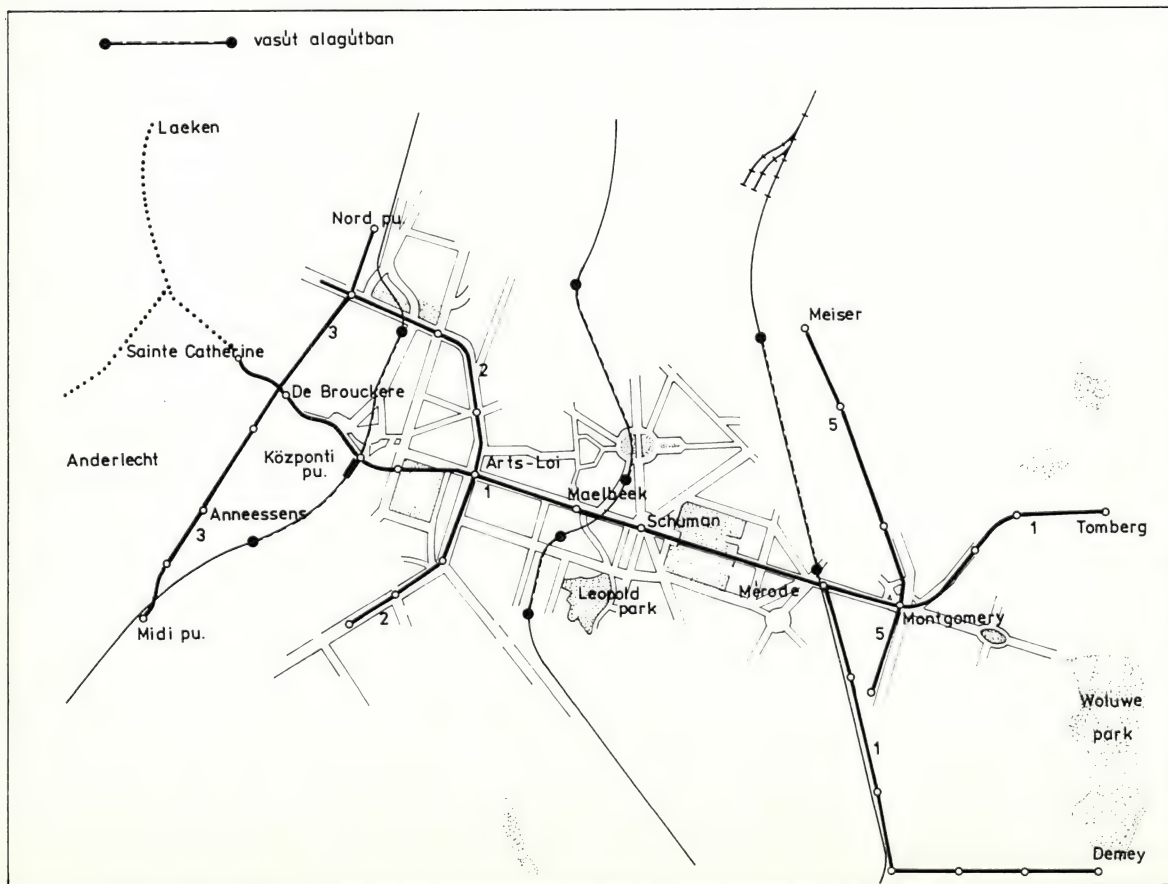 vasút alagútban
Laeken
Nord pu.
Meiser
3
Sainte Catherine
2
De Brouckere
5
Anderlecht
Központi
pu.
Arts-Loi
1
Maelbeek
Anneessens
Schuman
1
Tomberg
3
Leopold
park
Mérode
Montgomery
Midi pu.
2
5
Woluwe
park
1
Demey